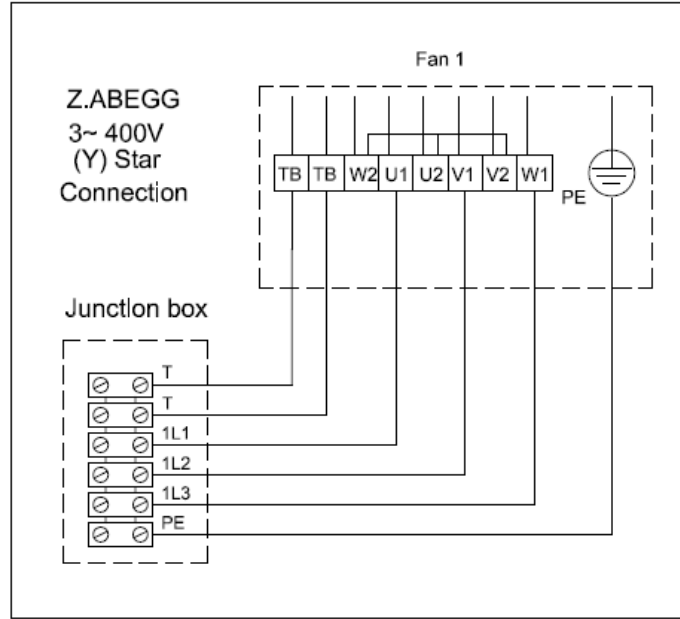 Fan 1
Z.ABEGG
3~ 400V
(Y) Star
Connection
TB TB W2 U1 U2 V1 V2 W1
PE
Junction box
T
T
1L1
1L2
1L3
PE